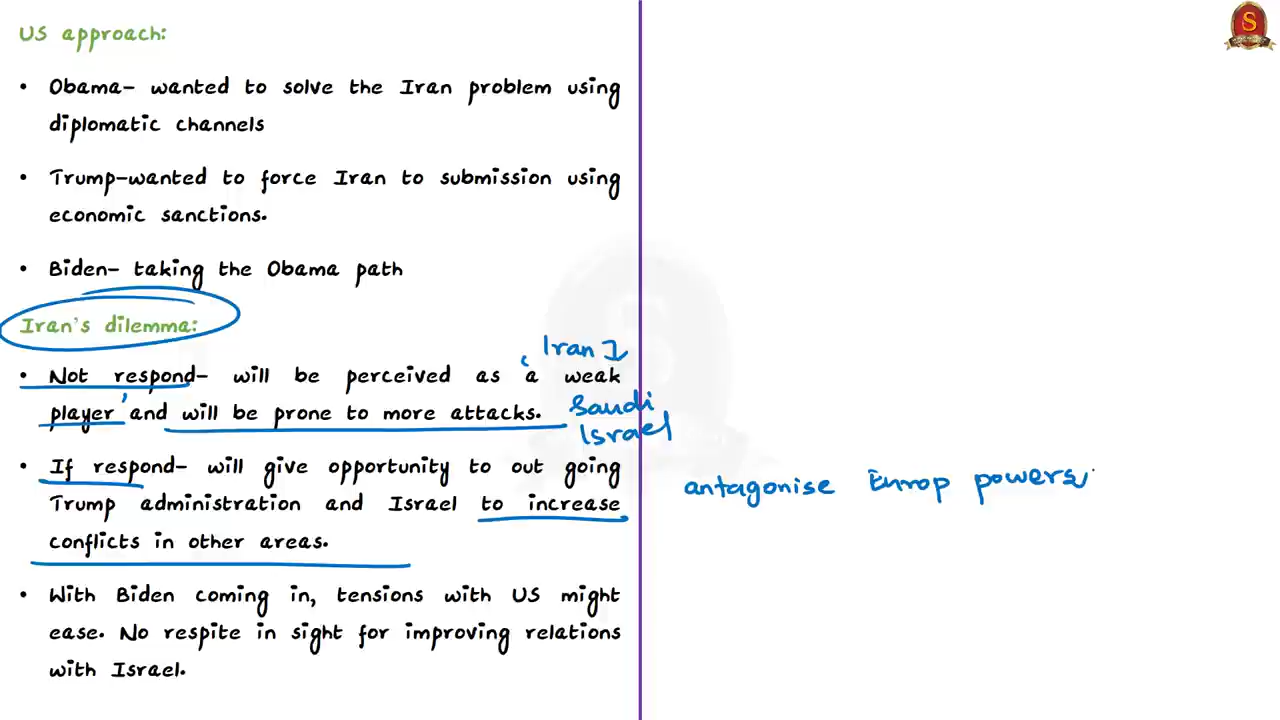 US approach:
• Obama- wanted to solve the Iran problem using
diplomatic channels
• Trump-wanted to force Iran to submission using
economic sanctions.
• Biden- taking the Obama path
Iran's dilemma:
Iran
• Not respond- will be perceived as a weak
player and will be prone to more attacks.
Saudi
Israel
• If respond- will give opportunity to out going
Trump administration and Israel to increase
conflicts in other areas.
antagonise Europ powers
• With Biden coming in, tensions with US might
ease. No respite in sight for improving relations
with Israel.
S